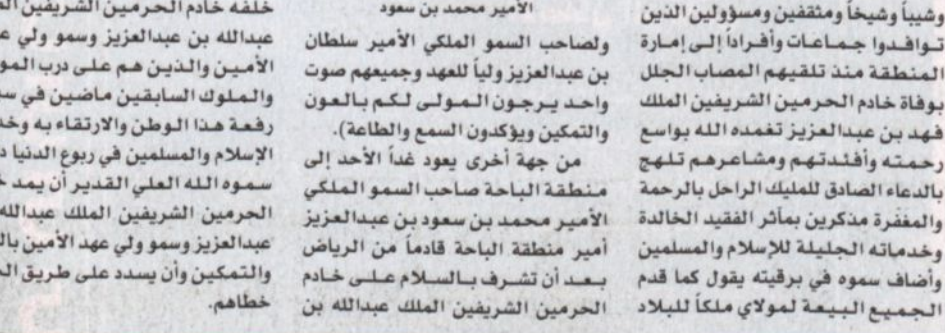 وشيباً وشيخاً ومثقفين ومسؤولين الذين
توافدوا جماعات وأفراداً إلى إمارة
المنطقة منذ تلقيهم المصاب الجلل
بوفاة خادم الحرمين الشريفين الملك
فهد بن عبدالعزيز تغمده الله بواسع
رحمته وأفئدتهم ومشاعرهم تلهج
بالدعاء الصادق للمليك الراحل بالرحمة
والمغفرة مذكرين بمآثر الفقيد الخالدة
وخدماته الجليلة للإسلام والمسلمين
وأضاف سموه في برقيته يقول كما قدم
الجميع البيعة لمولاي ملكاً للبلاد
الأمير محمد بن سعود
ولصاحب السمو الملكي الأمير سلطان
بن عبدالعزيز ولياً للعهد وجميعهم صوت
واحد يرجون المولى لكم بالعون
والتمكين ويؤكدون السمع والطاعة).
من جهة أخرى يعود غداً الأحد إلى
منطقة الباحة صاحب السمو الملكي
الأمير محمد بن سعود بن عبدالعزيز
أمير منطقة الباحة قادماً من الرياض
بعد أن تشرف بالسلام على خادم
الحرمين الشريفين الملك عبدالله بن
خلفه خادم الحرمين الشريفين
عبدالله بن عبدالعزيز وسمو ولي
الأمين والذين هم على درب
والملوك السابقين ماضين في
رفعة هذا الوطن والارتقاء به
الإسلام والمسلمين في ربوع الدنيا
سموه الله العلي القدير أن يمد
الحرمين الشريفين الملك عبدالله
عبدالعزيز وسمو ولي عهد الأمين
والتمكين وأن يسدد على طريق
خطاهم.